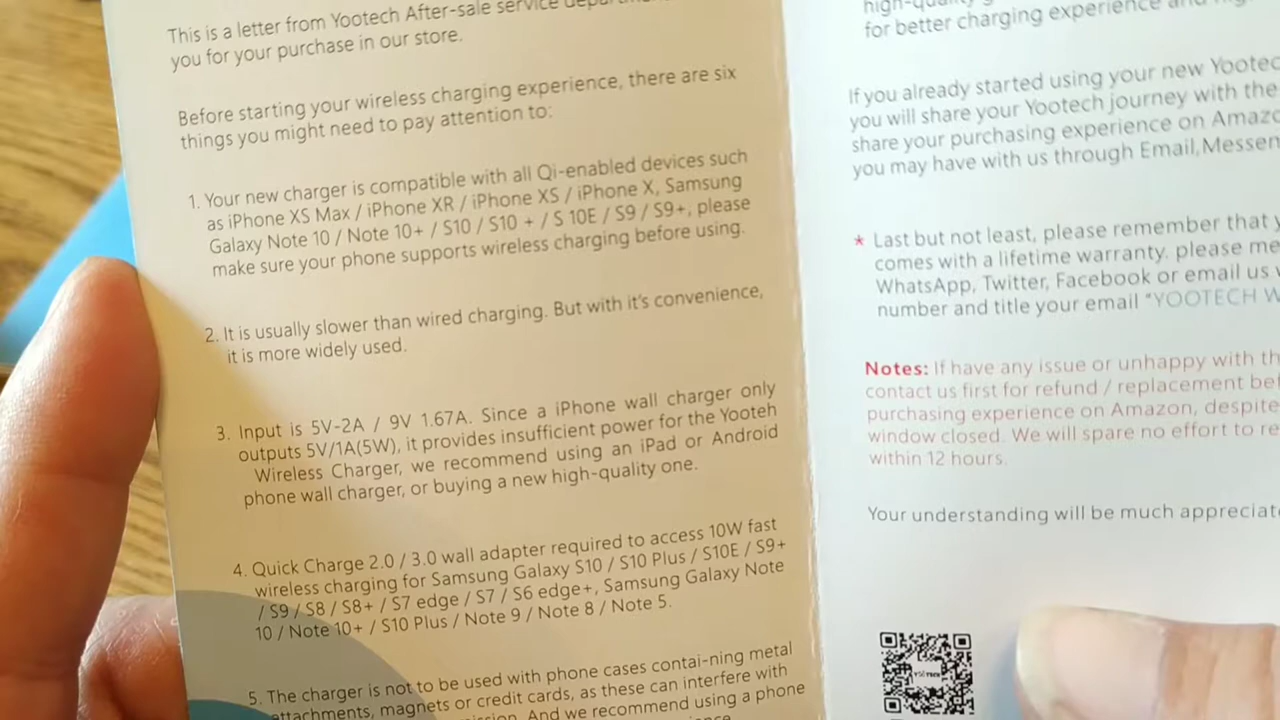 This is a letter from Yootech After-sale service
you for your purchase in our store.
Before starting your wireless charging experience, there are six
things you might need to pay attention to:
1. Your new charger is compatible with all Qi-enabled devices such
as iPhone XS Max / iPhone XR / iPhone XS / iPhone X, Samsung
Galaxy Note 10 / Note 10+ / S10 / S10 + / S 10E / S9 / S9+, please
make sure your phone supports wireless charging before using.
2. It is usually slower than wired charging. But with it's convenience,
it is more widely used.
3. Input is 5V-2A / 9V 1.67A. Since a iPhone wall charger only
outputs 5V/1A(5W), it provides insufficient power for the Yooteh
Wireless Charger, we recommend using an iPad or Android
phone wall charger, or buying a new high-quality one.
4. Quick Charge 2.0 / 3.0 wall adapter required to access 10W fast
wireless charging for Samsung Galaxy S10 / S10 Plus / S10E / S9+
/ S9 / S8 / S8+ / S7 edge / S7 / S6 edge+, Samsung Galaxy Note
10 / Note 10+ / S10 Plus / Note 9 / Note 8 / Note 5.
5. The charger is not to be used with phone cases contai-ning metal
attachments, magnets or credit cards, as these can interfere with
And we recommend using a phone
for better charging experience and
If you already started using your new
you will share your Yootech journey with the
share your purchasing experience on
you may have with us through Email,
* Last but not least, please remember that
comes with a lifetime warranty. please
WhatsApp, Twitter, Facebook or email us
number and title your email "YOOTECH
Notes: If have any issue or unhappy with
contact us first for refund / replacement
purchasing experience on Amazon, despite
window closed. We will spare no effort to
within 12 hours.
Your understanding will be much